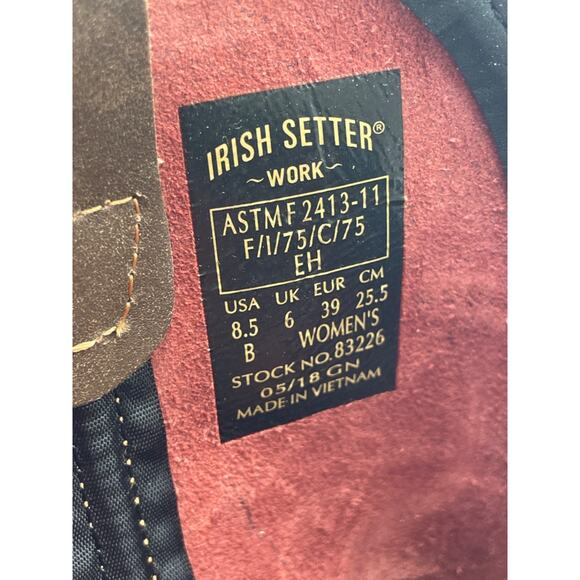 IRISH SETTER®
~WORK~
ASTM F 2413-11
F/I/75/C/75
EH
USA UK EUR CM
8.5 6 39 25.5
B WOMEN'S
STOCK NO.83226
05/18 GN
MADE IN VIETNAM